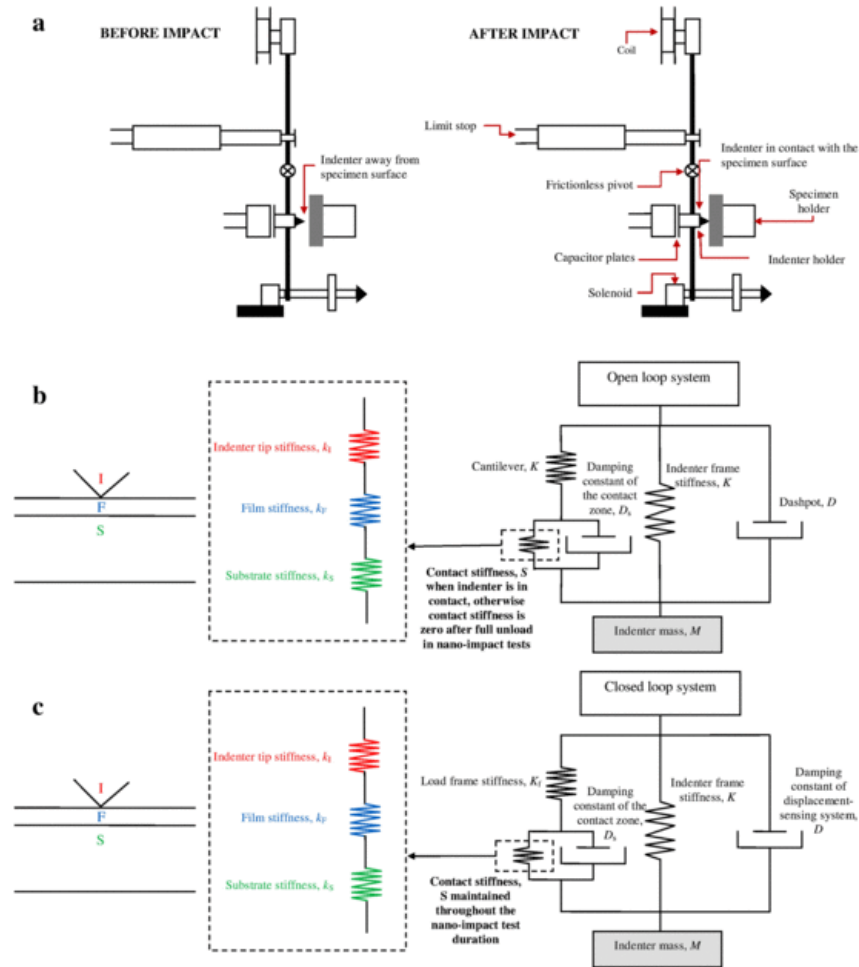 a
BEFORE IMPACT
AFTER IMPACT
Coil
Limit stop
Indenter away from
specimen surface
Indenter in contact with the
specimen surface
Frictionless pivot
Specimen
holder
Capacitor plates
Indenter holder
Solenoid
b
Open loop system
I
F
S
Indenter tip stiffness, kI
Film stiffness, kF
Substrate stiffness, kS
Cantilever, K
Damping
constant of
the contact
zone, Ds
Indenter frame
stiffness, K
Dashpot, D
Contact stiffness, S
when indenter is in
contact, otherwise
contact stiffness is
zero after full unload
in nano-impact tests
Indenter mass, M
c
Closed loop system
I
F
S
Indenter tip stiffness, kI
Film stiffness, kF
Substrate stiffness, kS
Load frame stiffness, Kf
Damping
constant of the
contact zone,
Ds
Indenter frame
stiffness, K
Damping
constant of
displacement-
sensing system,
D
Contact stiffness,
S maintained
throughout the
nano-impact test
duration
Indenter mass, M